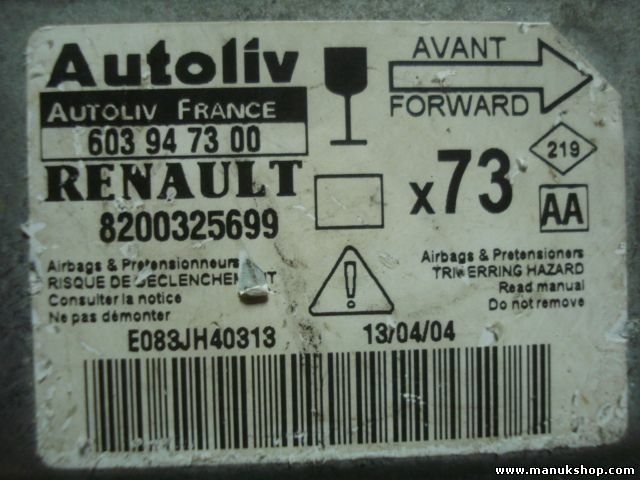 Autoliv
AUTOLIV FRANCE
603 94 73 00
RENAULT
8200325699
AVANT
FORWARD
x73
219
AA
Airbags & Pretensionneurs
RISQUE DE
Consulter la notice
Ne pas démonter
Airbags & Pretensioners
HAZARD
Read manual
Do not remove
E083JH40313
13/04/04
www.manukshop.com